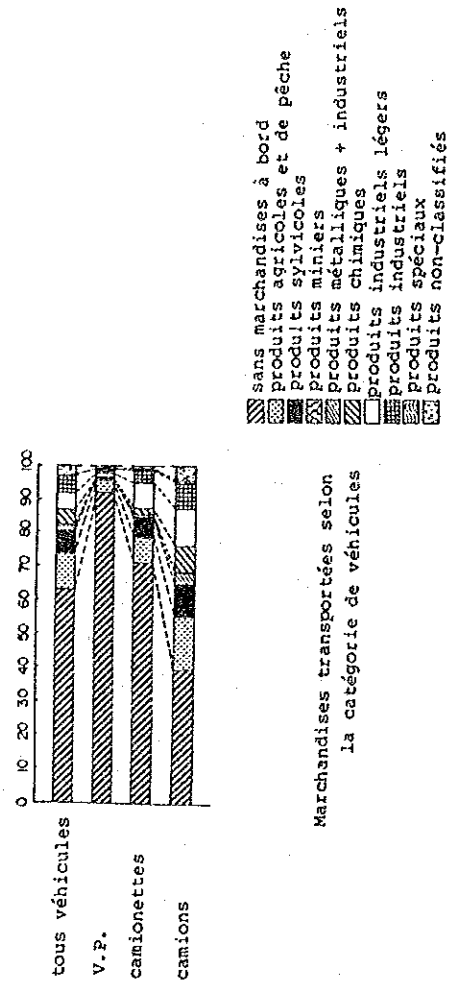 0 10 20 30 40 50 60 70 80 90 100
tous véhicules
V.P.
camionettes
camions
Marchandises transportées selon
la catégorie de véhicules
sans marchandises à bord
produits agricoles et de pêche
produits sylvicoles
produits miniers
produits métalliques + industriels
produits chimiques
produits industriels légers
produits industriels
produits spéciaux
produits non-classifiés